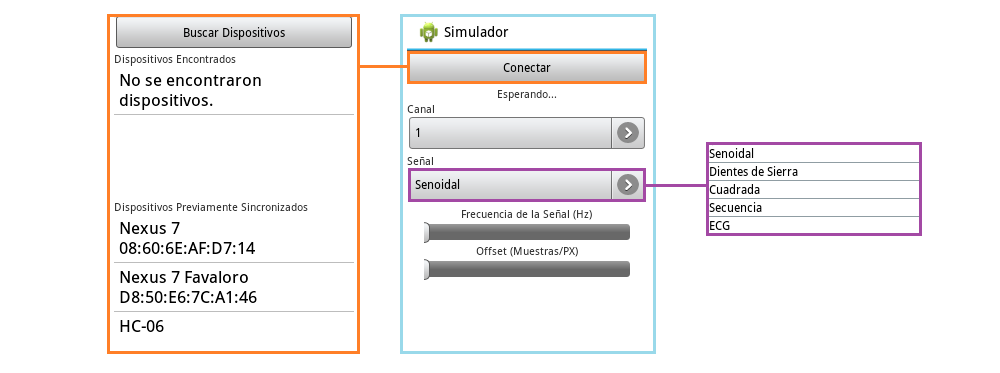 Buscar Dispositivos
Dispositivos Encontrados
No se encontraron
dispositivos.
Dispositivos Previamente Sincronizados
Nexus 7
08:60:6E:AF:D7:14
Nexus 7 Favaloro
D8:50:E6:7C:A1:46
HC-06
Simulador
Conectar
Esperando...
Canal
1
Señal
Senoidal
Frecuencia de la Señal (Hz)
Offset (Muestras/PX)
Senoidal
Dientes de Sierra
Cuadrada
Secuencia
ECG